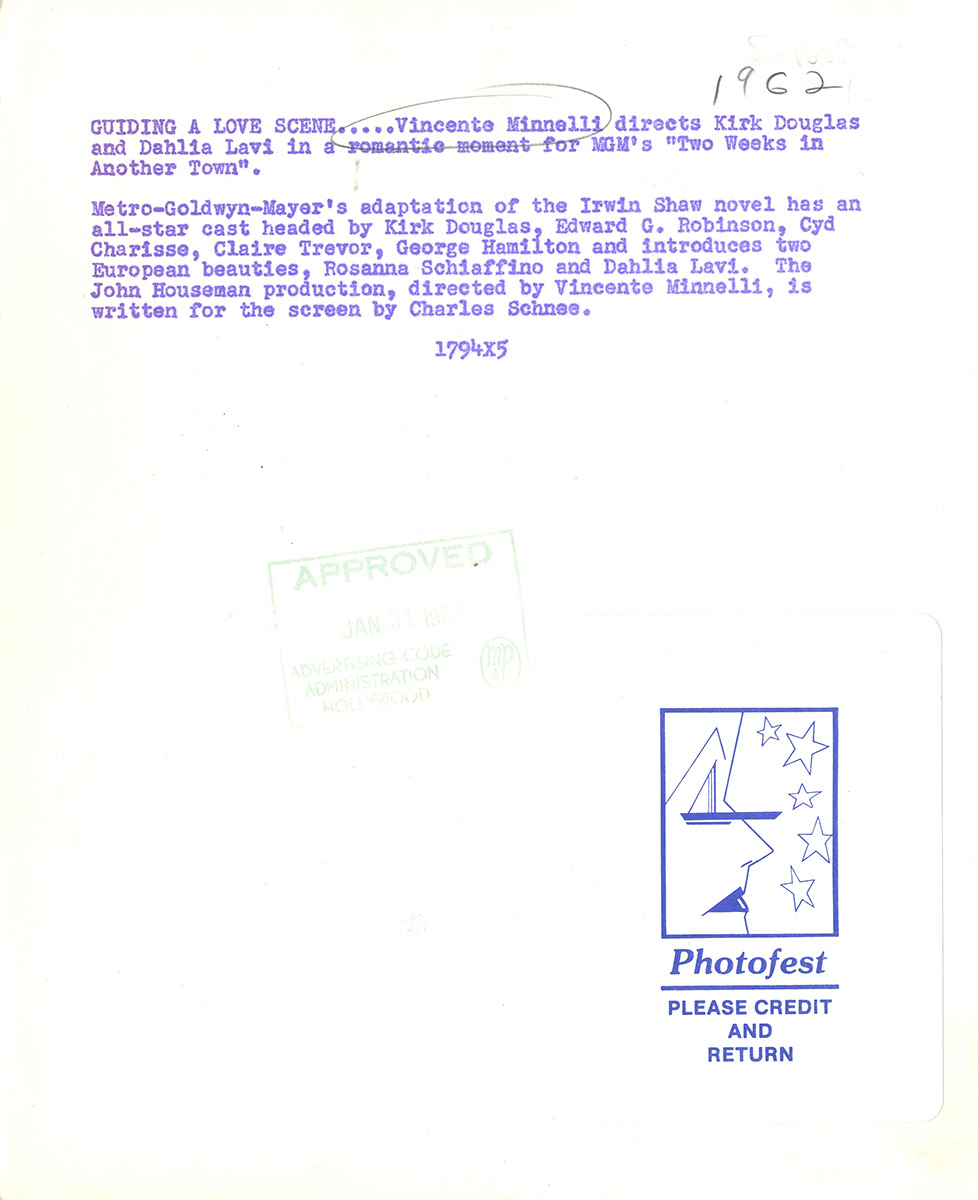 1962
GUIDING A LOVE SCENE.....Vincente Minnelli directs Kirk Douglas
and Dahlia Lavi in a romantic moment for MGM's "Two Weeks in
Another Town".
Metro-Goldwyn-Mayer's adaptation of the Irwin Shaw novel has an
all-star cast headed by Kirk Douglas, Edward G. Robinson, Cyd
Charisse, Claire Trevor, George Hamilton and introduces two
European beauties, Rosanna Schiaffino and Dahlia Lavi. The
John Houseman production, directed by Vincente Minnelli, is
written for the screen by Charles Schnee.
1794X5
APPROVED
JAN 31
ADVERTISING CODE
ADMINISTRATION
HOLLYWOOD
Photofest
PLEASE CREDIT
AND
RETURN